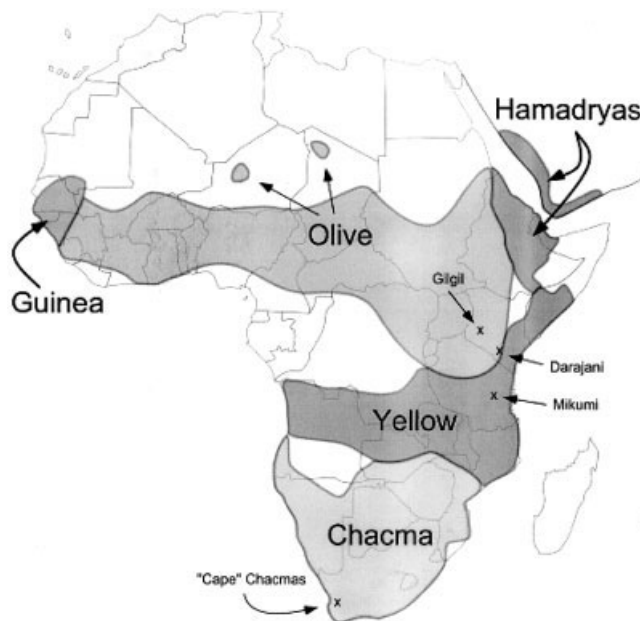 Hamadryas
Olive
Guinea
Gilgil
x
x
Darajani
x
Mikumi
Yellow
Chacma
"Cape" Chacmas
x